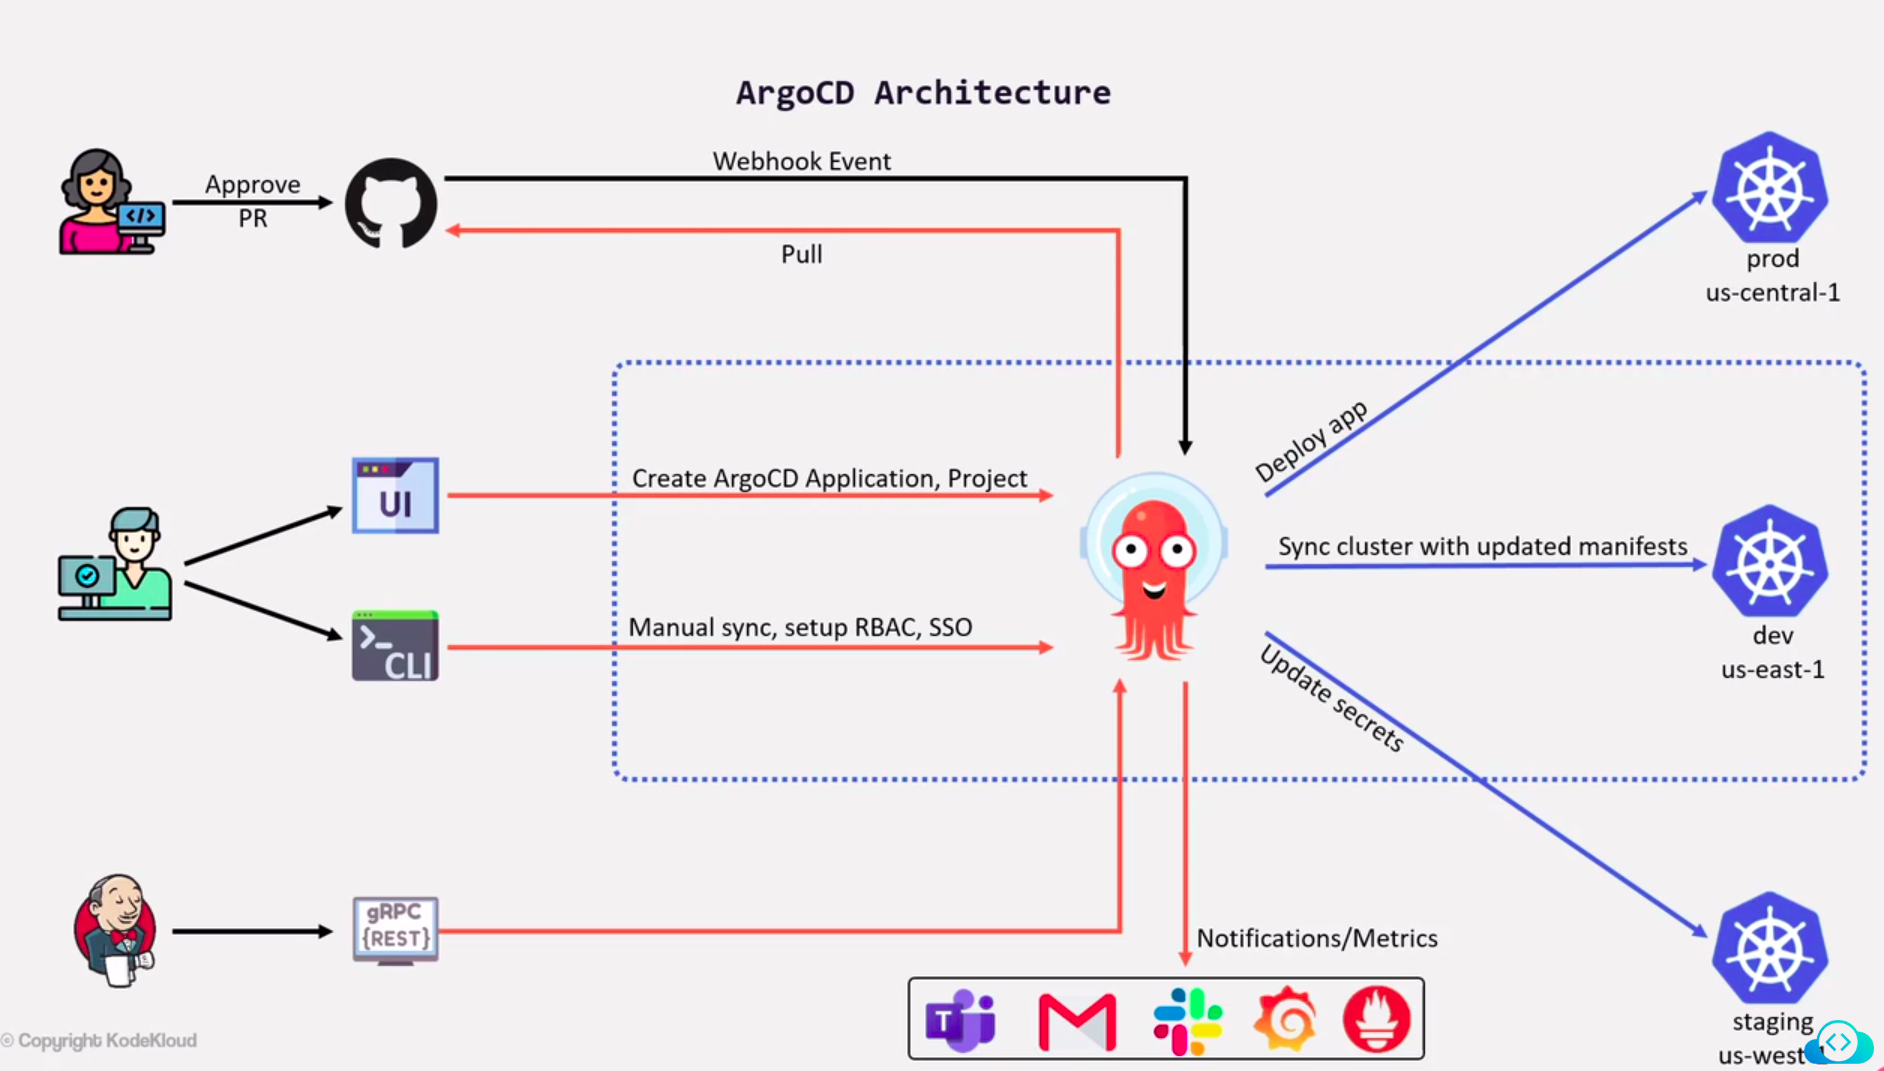 ArgoCD Architecture
Webhook Event
Approve
PR
Pull
prod
us-central-1
Deploy app
UI
Create ArgoCD Application, Project
Sync cluster with updated manifests
>_
CLI
Manual sync, setup RBAC, SSO
dev
us-east-1
Update secrets
gRPC
{REST}
Notifications/Metrics
T
staging
us-west-1
© Copyright KodeKloud